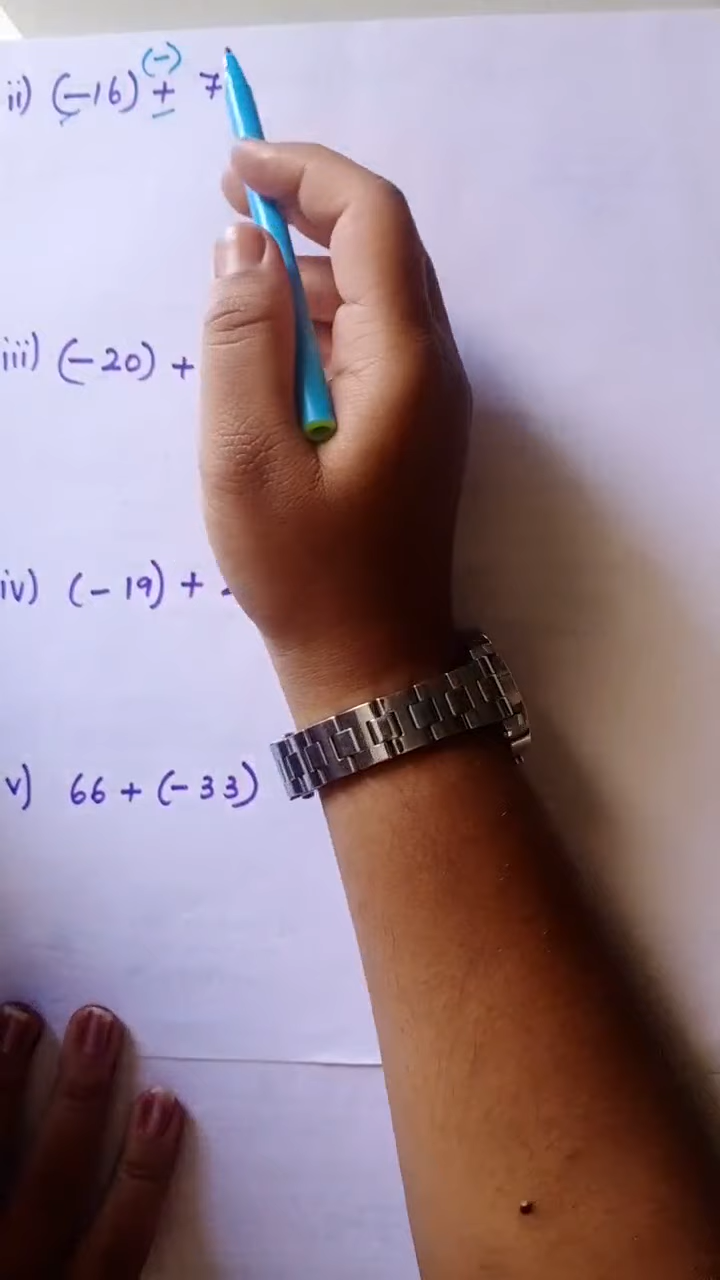 (-)
ii) (-16) + 7
iii) (-20) +
iv) (-19) +
v) 66 + (-33)